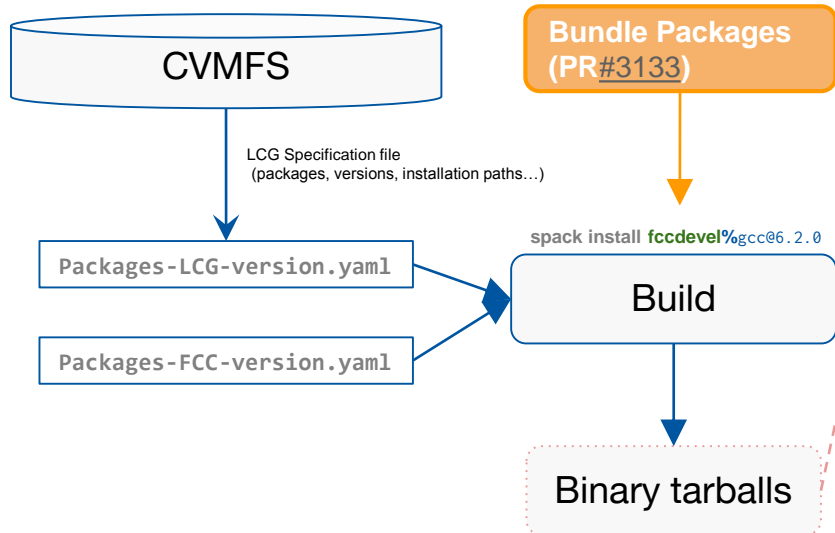 CVMFS
Bundle Packages
(PR#3133)
LCG Specification file
(packages, versions, installation paths…)
spack install fccdevel%gcc@6.2.0
Packages-LCG-version.yaml
Build
Packages-FCC-version.yaml
Binary tarballs